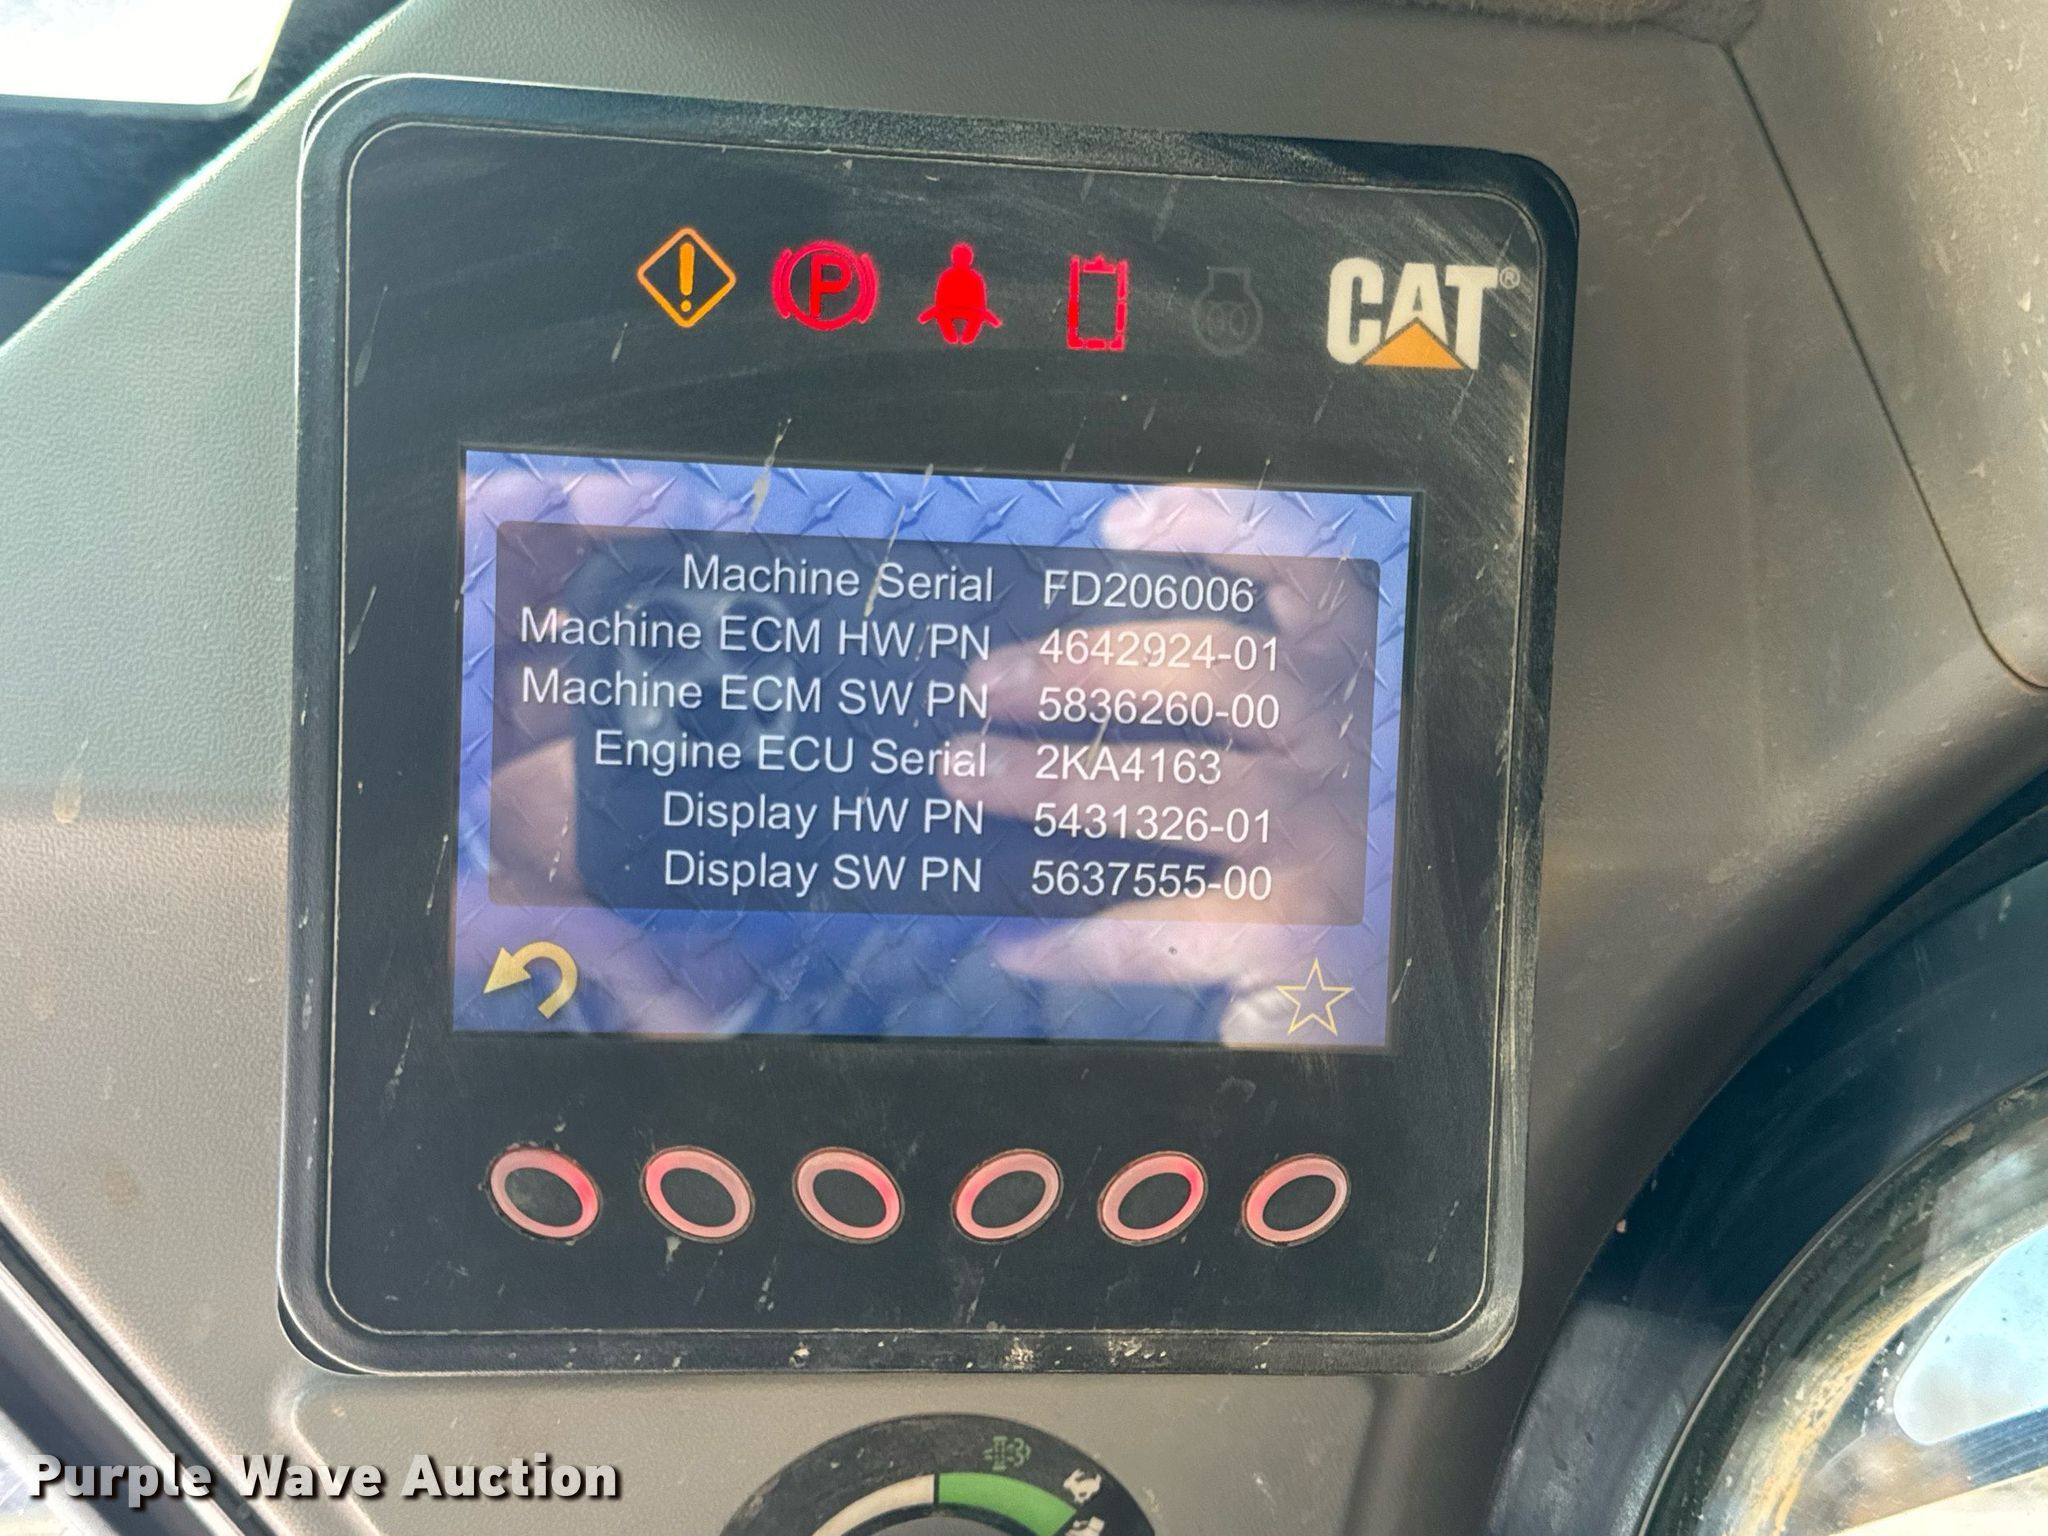 P
CAT®
Machine Serial FD206006
Machine ECM HW PN 4642924-01
Machine ECM SW PN 5836260-00
Engine ECU Serial 2KA4163
Display HW PN 5431326-01
Display SW PN 5637555-00
Purple Wave Auction